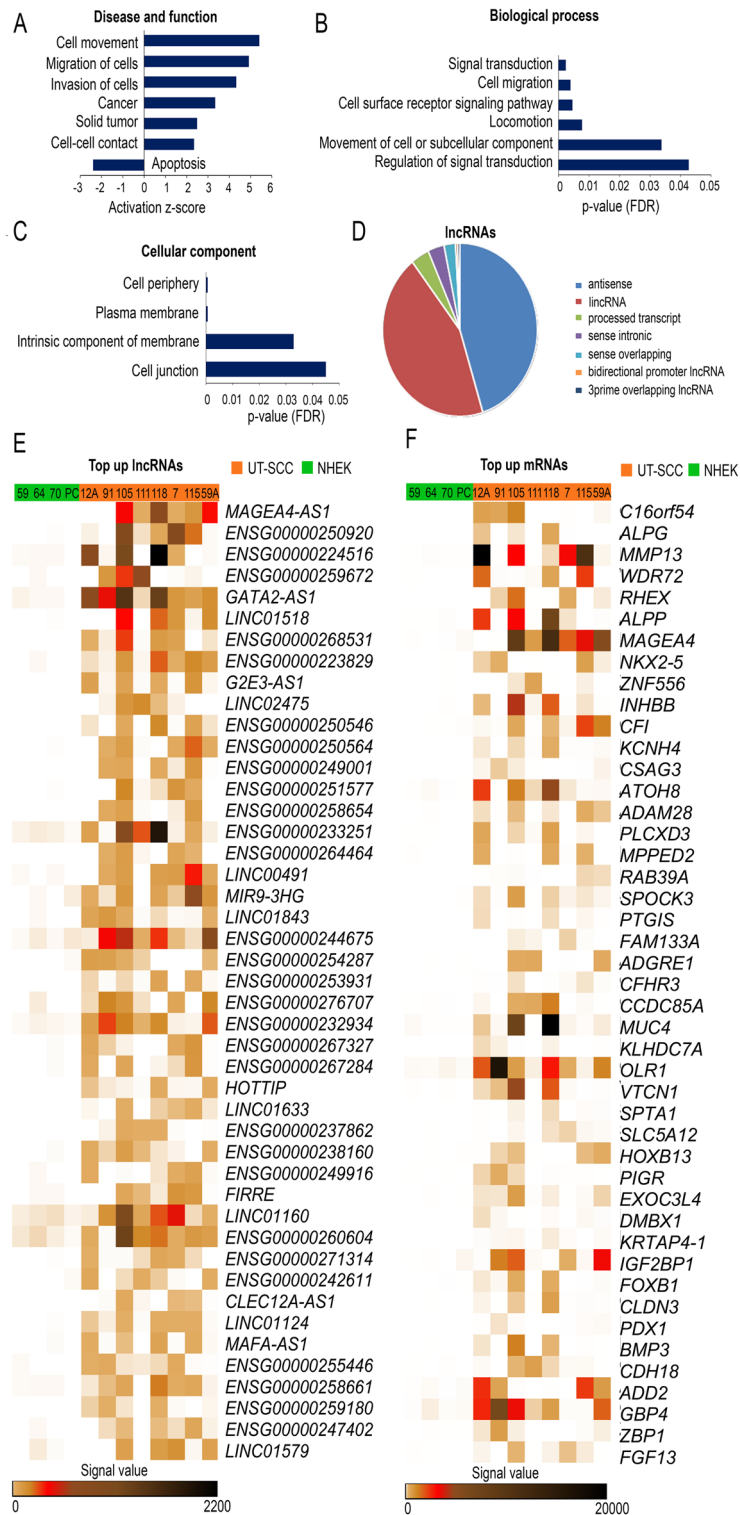 A
Disease and function
Cell movement
Migration of cells
Invasion of cells
Cancer
Solid tumor
Cell-cell contact
Apoptosis
-3 -2 -1 0 1 2 3 4 5 6
Activation z-score
B
Biological process
Signal transduction
Cell migration
Cell surface receptor signaling pathway
Locomotion
Movement of cell or subcellular component
Regulation of signal transduction
0 0.01 0.02 0.03 0.04 0.05
p-value (FDR)
C
Cellular component
Cell periphery
Plasma membrane
Intrinsic component of membrane
Cell junction
0 0.01 0.02 0.03 0.04 0.05
p-value (FDR)
D
lncRNAs
antisense
lincRNA
processed transcript
sense intronic
sense overlapping
bidirectional promoter lncRNA
3prime overlapping lncRNA
E
Top up lncRNAs
UT-SCC NHEK
59 64 70 PC 12A 91 105 111 118 7 115 59A
MAGEA4-AS1
ENSG00000250920
ENSG00000224516
ENSG00000259672
GATA2-AS1
LINC01518
ENSG00000268531
ENSG00000223829
G2E3-AS1
LINC02475
ENSG00000250546
ENSG00000250564
ENSG00000249001
ENSG00000251577
ENSG00000258654
ENSG00000233251
ENSG00000264464
LINC00491
MIR9-3HG
LINC01843
ENSG00000244675
ENSG00000254287
ENSG00000253931
ENSG00000276707
ENSG00000232934
ENSG00000267327
ENSG00000267284
HOTTIP
LINC01633
ENSG00000237862
ENSG00000238160
ENSG00000249916
FIRRE
LINC01160
ENSG00000260604
ENSG00000271314
ENSG00000242611
CLEC12A-AS1
LINC01124
MAFA-AS1
ENSG00000255446
ENSG00000258661
ENSG00000259180
ENSG00000247402
LINC01579
Signal value
0 2200
F
Top up mRNAs
UT-SCC NHEK
59 64 70 PC 12A 91 105 111 118 7 115 59A
C16orf54
ALPG
MMP13
WDR72
RHEX
ALPP
MAGEA4
NKX2-5
ZNF556
INHBB
CFI
KCNH4
CSAG3
ATOH8
ADAM28
PLCXD3
MPPED2
RAB39A
SPOCK3
PTGIS
FAM133A
ADGRE1
CFHR3
CCDC85A
MUC4
KLHDC7A
OLR1
VTCN1
SPTA1
SLC5A12
HOXB13
PIGR
EXOC3L4
DMBX1
KRTAP4-1
IGF2BP1
FOXB1
CLDN3
PDX1
BMP3
CDH18
ADD2
GBP4
ZBP1
FGF13
Signal value
0 20000